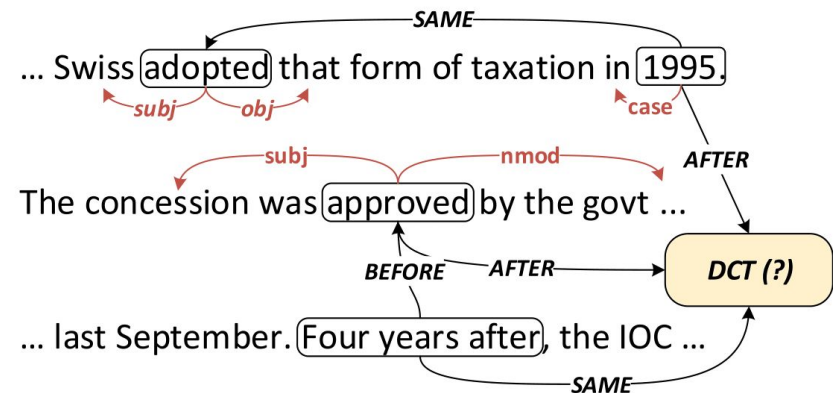 SAME
... Swiss adopted that form of taxation in 1995.
subj obj case
AFTER
subj nmod
The concession was approved by the govt ...
BEFORE AFTER DCT (?)
... last September. Four years after, the IOC ...
SAME